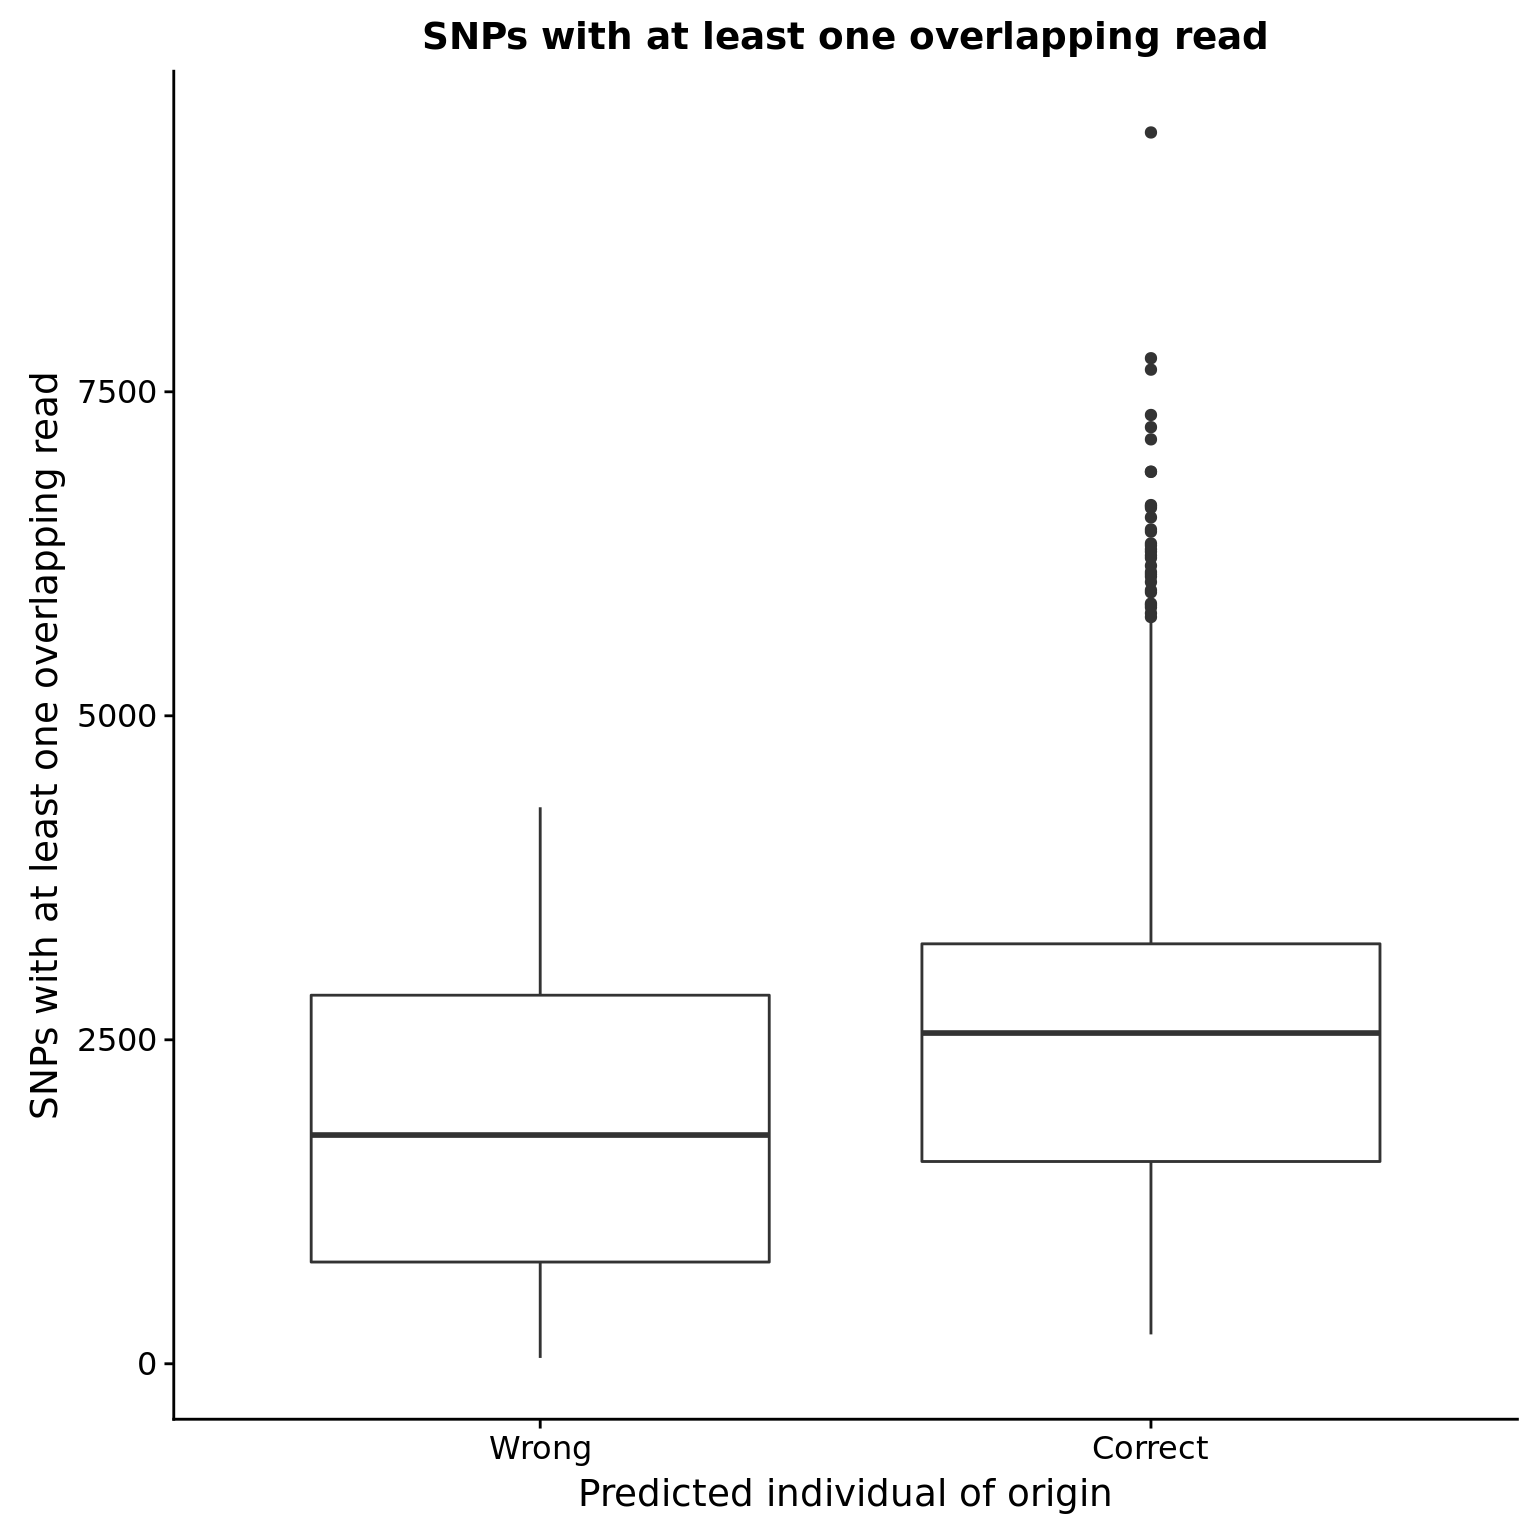 SNPs with at least one overlapping read
SNPs with at least one overlapping read
7500
5000
2500
0
Wrong
Correct
Predicted individual of origin